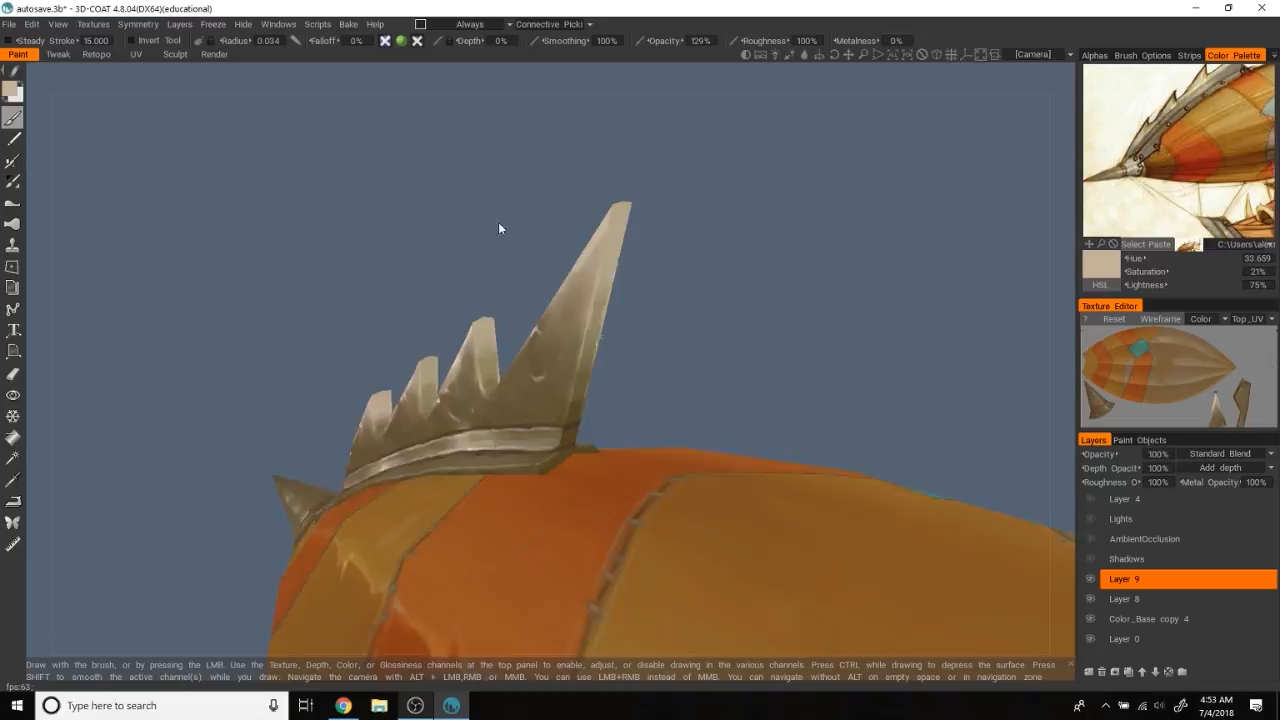 autosave.3b* - 3D-COAT 4.8.04(DX64)(educational)
File Edit View Textures Symmetry Layers Freeze Hide Windows Scripts Bake Help Always Connective Picki
Steady Stroke 15.000 Invert Tool Radius 0.034 Falloff 0% Depth 0% Smoothing 100% Opacity 129% Roughness 100% Metalness 0%
Paint Tweak Retopo UV Sculpt Render [Camera] Alphas Brush Options Strips Color Palette
Select Paste C:\Users\alexr
Hue 33.659
Saturation 21%
HSL Lightness 75%
Texture Editor
? Reset Wireframe Color Top_UV
Layers Paint Objects
Opacity 100% Standard Blend
Depth Opacit 100% Add depth
Roughness O 100% Metal Opacity 100%
Layer 4
Lights
AmbientOcclusion
Shadows
Layer 9
Layer 8
Color_Base copy 4
Layer 0
Draw with the brush, or by pressing the LMB. Use the Texture, Depth, Color, or Glossiness channels at the top panel to enable, adjust, or disable drawing in the various channels. Press CTRL while drawing to depress the surface. Press
SHIFT to smooth the active channel(s) while you draw. Navigate the camera with ALT + LMB,RMB or MMB. You can use LMB+RMB instead of MMB. You can navigate without ALT on empty space or in navigation zone
fps:63;
Type here to search
4:53 AM
7/4/2018